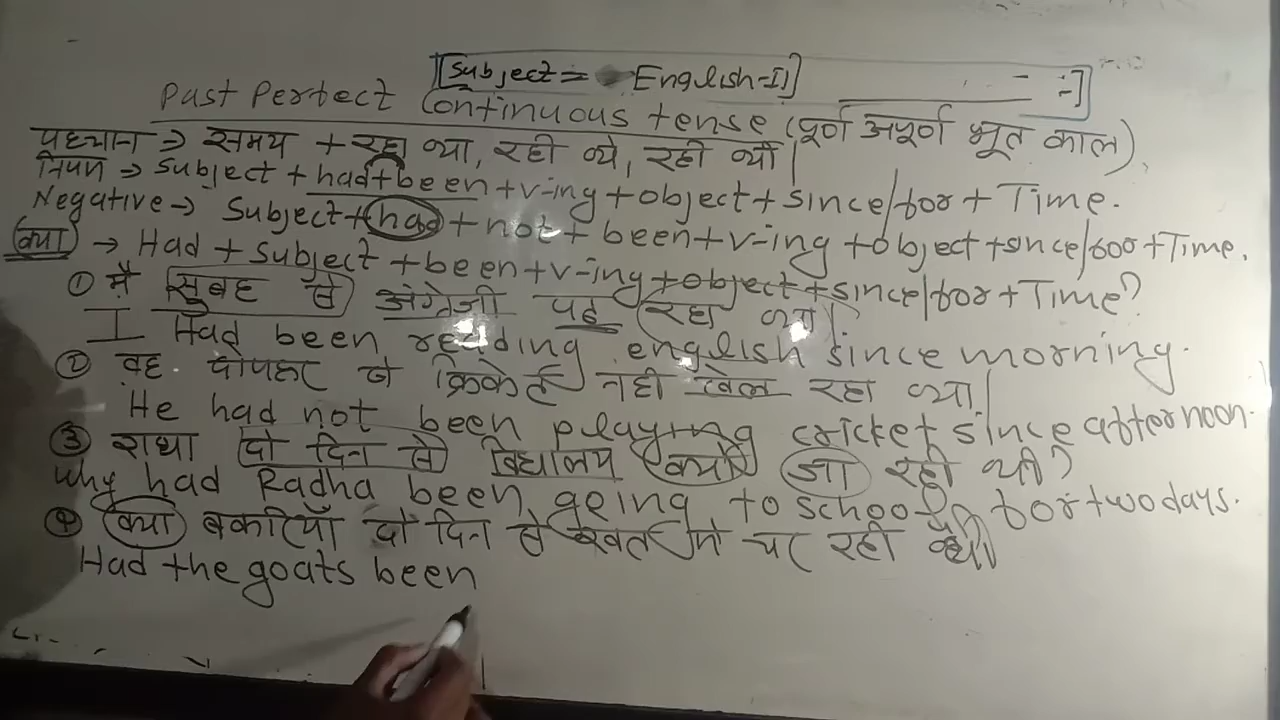 [Subject = English-II]
Past Perfect Continuous tense (पूर्ण अपूर्ण भूत काल)
पहचान ⇒ समय + रहा था, रही थे, रही थी।
नियम ⇒ Subject + had + been + v-ing + object + since/for + Time.
Negative → Subject + had + not + been + v-ing + object + since/for + Time.
क्या → Had + subject + been + v-ing + object + since/for + Time?
① मैं सुबह से अंग्रेजी पढ़ रहा था।
I Had been reading english since morning.
② वह दोपहर से क्रिकेट नही खेल रहा था।
He had not been playing cricket since afternoon.
③ राधा दो दिन से विद्यालय क्यों जा रही थी?
Why had Radha been going to school for two days.
④ क्या बकरियाँ दो दिन से खेत में चर रही थी।
Had the goats been